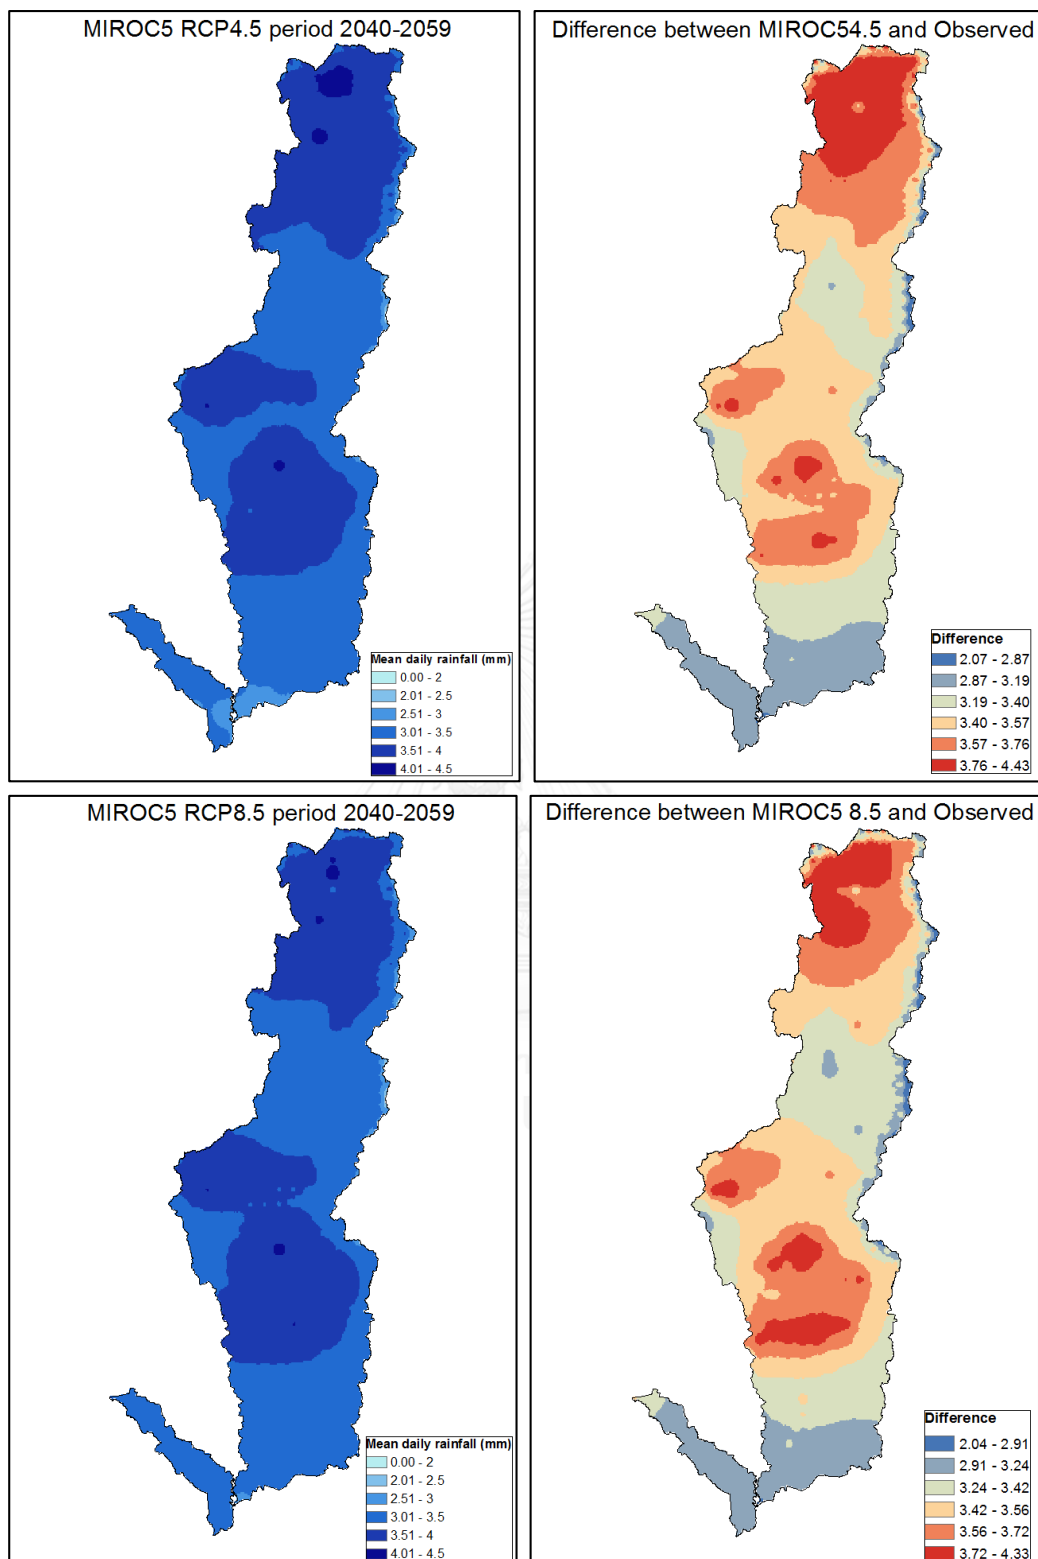 MIROC5 RCP4.5 period 2040-2059
Mean daily rainfall (mm)
0.00 - 2
2.01 - 2.5
2.51 - 3
3.01 - 3.5
3.51 - 4
4.01 - 4.5
Difference between MIROC54.5 and Observed
Difference
2.07 - 2.87
2.87 - 3.19
3.19 - 3.40
3.40 - 3.57
3.57 - 3.76
3.76 - 4.43
MIROC5 RCP8.5 period 2040-2059
Mean daily rainfall (mm)
0.00 - 2
2.01 - 2.5
2.51 - 3
3.01 - 3.5
3.51 - 4
4.01 - 4.5
Difference between MIROC5 8.5 and Observed
Difference
2.04 - 2.91
2.91 - 3.24
3.24 - 3.42
3.42 - 3.56
3.56 - 3.72
3.72 - 4.33